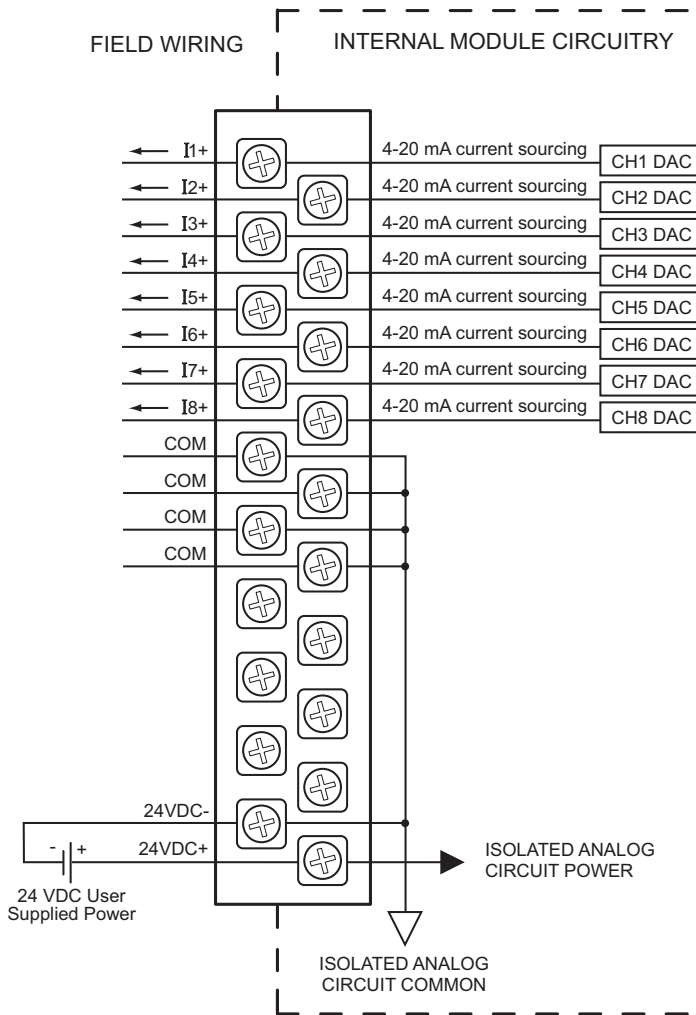 FIELD WIRING
INTERNAL MODULE CIRCUITRY
I1+
4-20 mA current sourcing
CH1 DAC
I2+
4-20 mA current sourcing
CH2 DAC
I3+
4-20 mA current sourcing
CH3 DAC
I4+
4-20 mA current sourcing
CH4 DAC
I5+
4-20 mA current sourcing
CH5 DAC
I6+
4-20 mA current sourcing
CH6 DAC
I7+
4-20 mA current sourcing
CH7 DAC
I8+
4-20 mA current sourcing
CH8 DAC
COM
COM
COM
COM
24VDC-
- +
24VDC+
24 VDC User
Supplied Power
ISOLATED ANALOG
CIRCUIT POWER
ISOLATED ANALOG
CIRCUIT COMMON